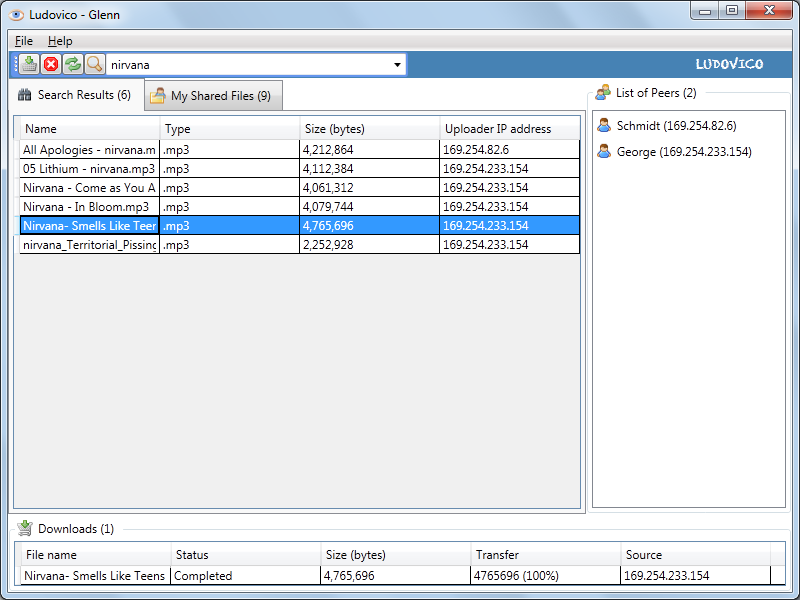 Ludovico - Glenn
File Help
nirvana
LUDOVICO
Search Results (6) My Shared Files (9)
List of Peers (2)
Name Type Size (bytes) Uploader IP address
All Apologies - nirvana.m .mp3 4,212,864 169.254.82.6
05 Lithium - nirvana.mp3 .mp3 4,112,384 169.254.233.154
Nirvana - Come as You A .mp3 4,061,312 169.254.233.154
Nirvana - In Bloom.mp3 .mp3 4,079,744 169.254.233.154
Nirvana- Smells Like Teen .mp3 4,765,696 169.254.233.154
nirvana_Territorial_Pissing .mp3 2,252,928 169.254.233.154
Schmidt (169.254.82.6)
George (169.254.233.154)
Downloads (1)
File name Status Size (bytes) Transfer Source
Nirvana- Smells Like Teens Completed 4,765,696 4765696 (100%) 169.254.233.154